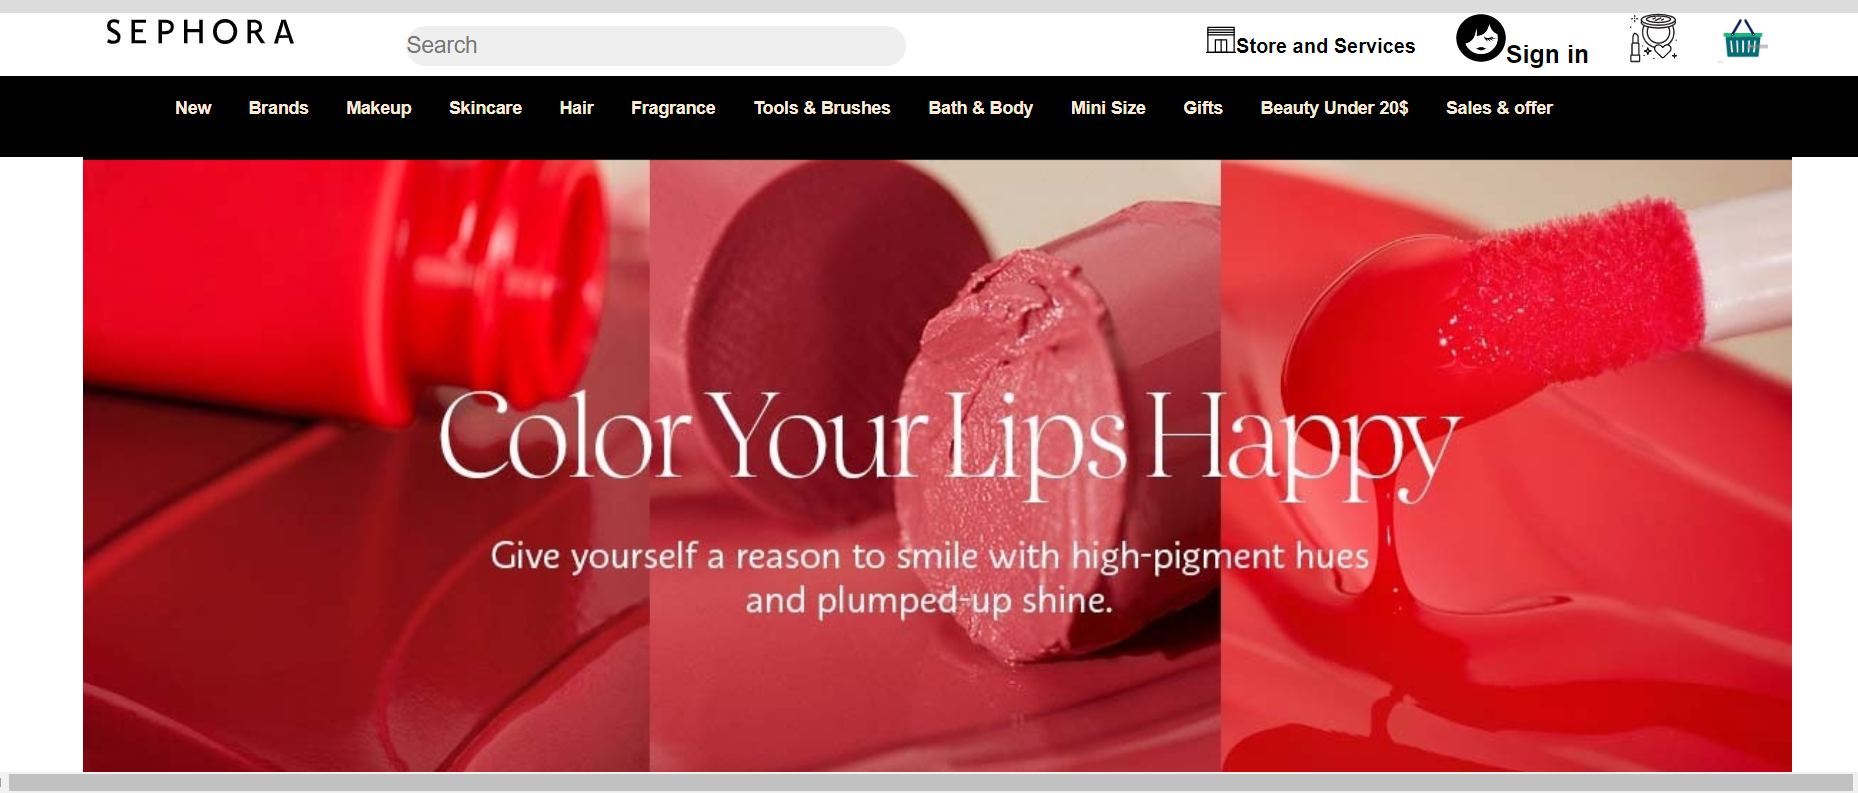 SEPHORA
Search
Store and Services
Sign in
New Brands Makeup Skincare Hair Fragrance Tools & Brushes Bath & Body Mini Size Gifts Beauty Under 20$ Sales & offer
Color Your Lips Happy
Give yourself a reason to smile with high-pigment hues
and plumped-up shine.